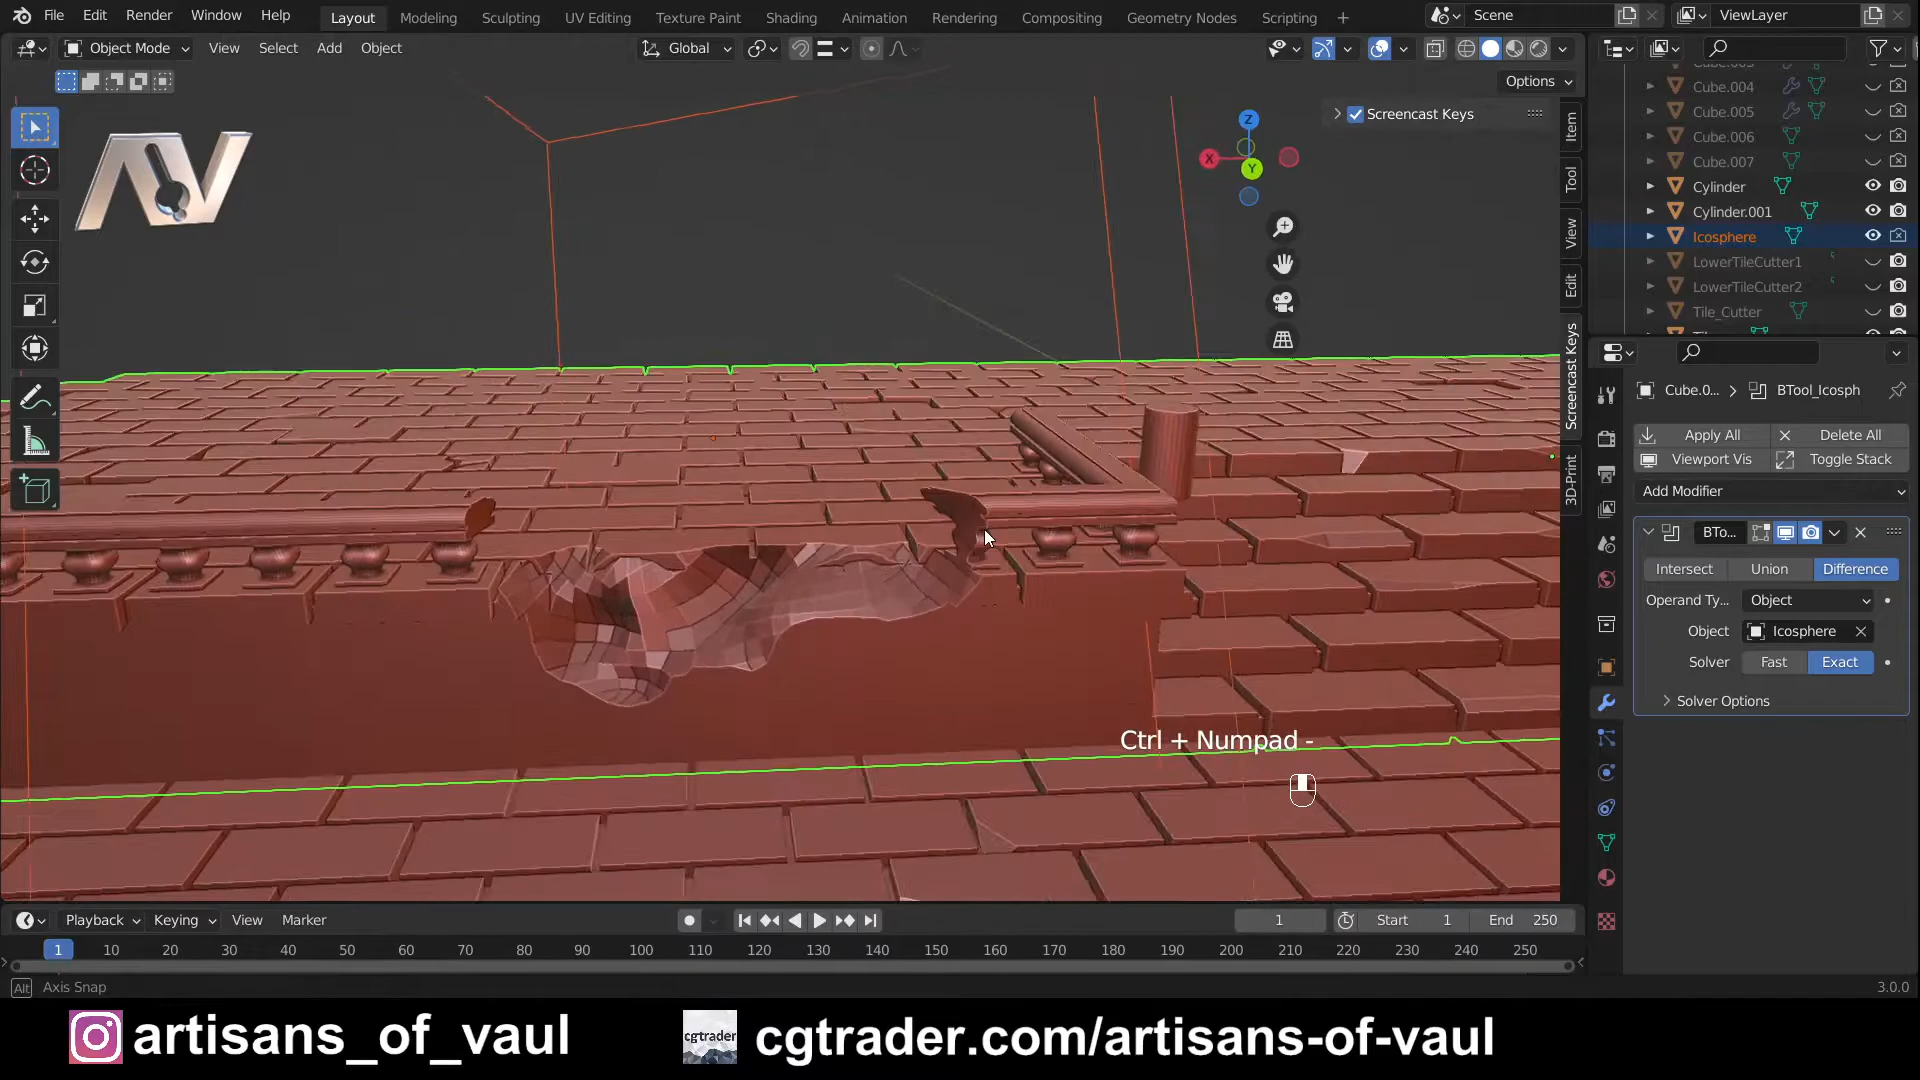 File Edit Render Window Help
Layout Modeling Sculpting UV Editing Texture Paint Shading Animation Rendering Compositing Geometry Nodes Scripting
Scene
ViewLayer
Object Mode View Select Add Object
Global
Options
Screencast Keys
Item
Tool
View
Edit
Screencast Keys
3D-Print
Z
X
Y
AV
Ctrl + Numpad -
Cube.004
Cube.005
Cube.006
Cube.007
Cylinder
Cylinder.001
Icosphere
LowerTileCutter1
LowerTileCutter2
Tile_Cutter
Cube.0... BTool_Icosph
Apply All Delete All
Viewport Vis Toggle Stack
Add Modifier
BTo...
Intersect Union Difference
Operand Ty... Object
Object Icosphere
Solver Fast Exact
Solver Options
Playback Keying View Marker
1 Start 1 End 250
1 10 20 30 40 50 60 70 80 90 100 110 120 130 140 150 160 170 180 190 200 210 220 230 240 250
Alt Axis Snap
3.0.0
artisans_of_vaul
cgtrader
cgtrader.com/artisans-of-vaul